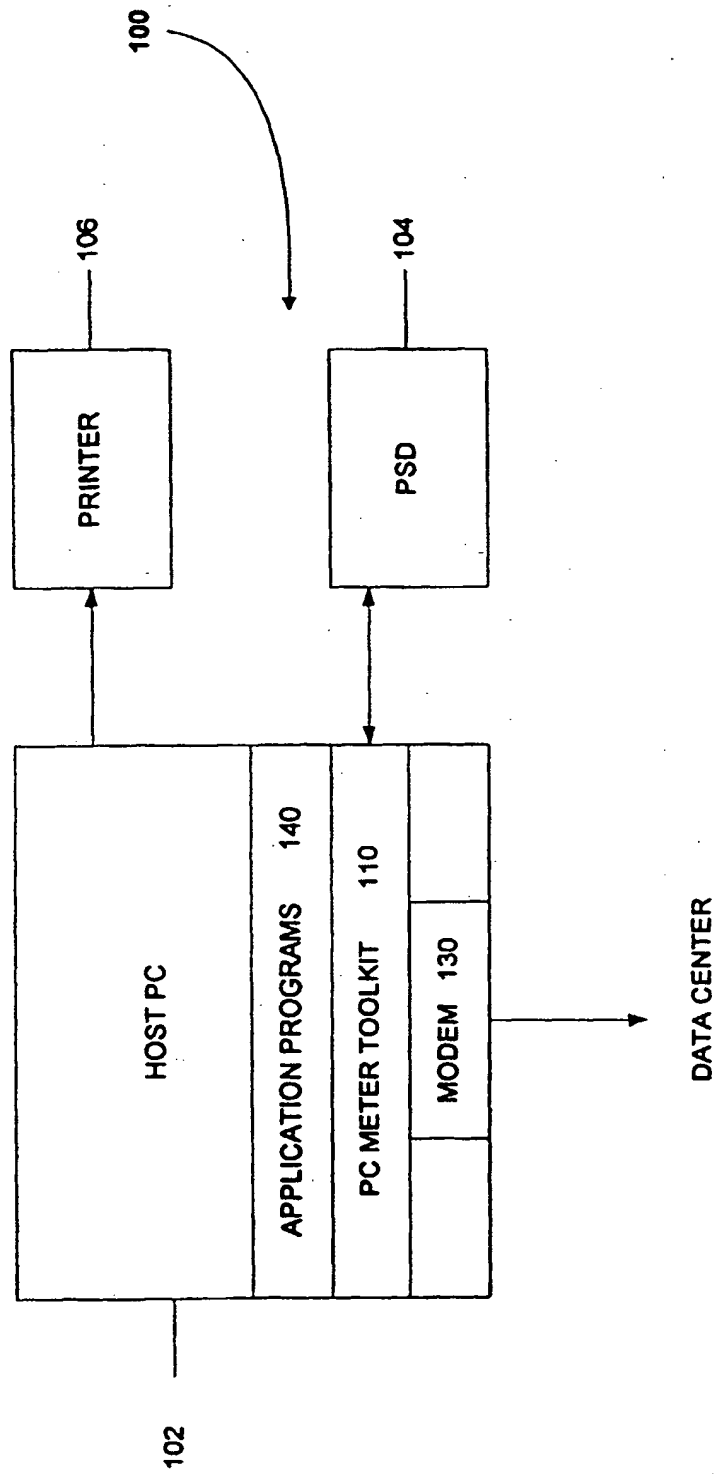 100
106
PRINTER
104
PSD
HOST PC
APPLICATION PROGRAMS 140
PC METER TOOLKIT 110
MODEM 130
102
DATA CENTER